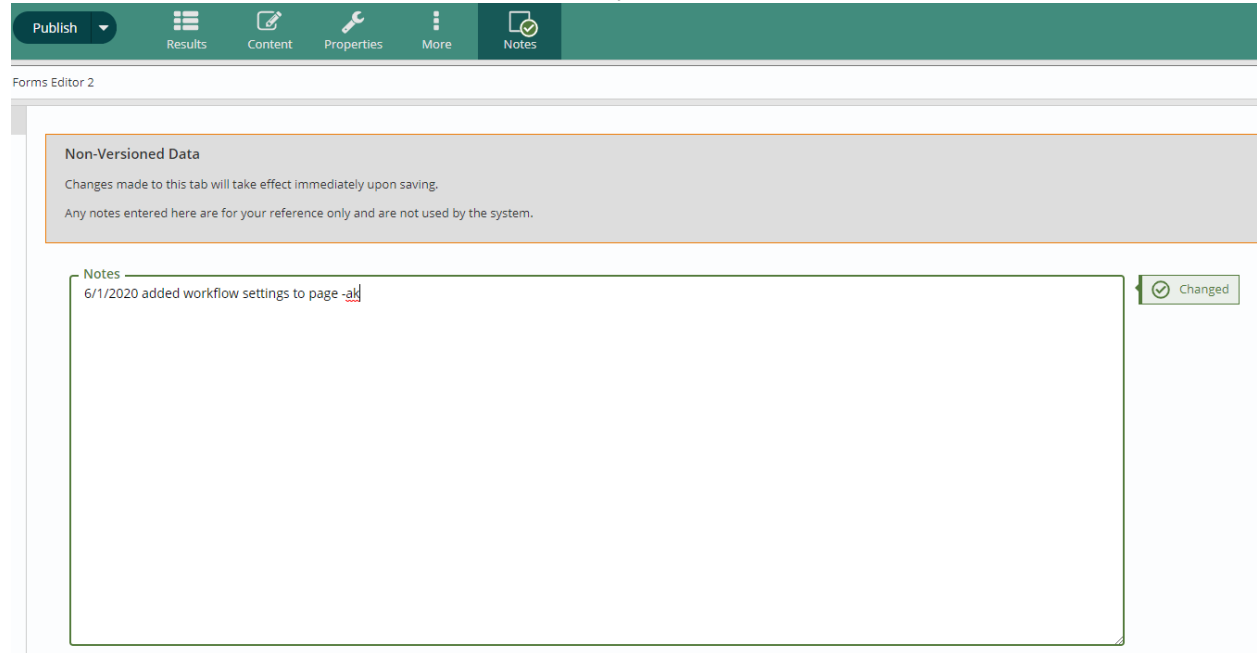 Publish
Results
Content
Properties
More
Notes
Forms Editor 2
Non-Versioned Data
Changes made to this tab will take effect immediately upon saving.
Any notes entered here are for your reference only and are not used by the system.
Notes
6/1/2020 added workflow settings to page -ak
Changed